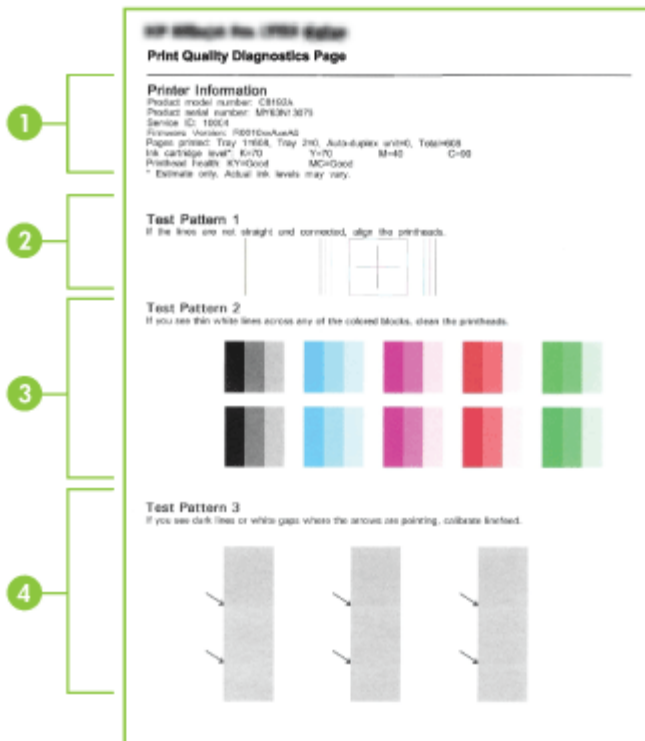 Print Quality Diagnostics Page
1
Printer Information
Product model number: C8192A
Product serial number: MY63N13075
Service ID: 10004
Firmware Version:
Pages printed: Tray 1=608, Tray 2=0, Auto-duplex unit=0, Total=608
Ink cartridge level*: K=70 Y=70 M=40 C=90
Printhead health: KY=Good MC=Good
* Estimate only. Actual ink levels may vary.
2
Test Pattern 1
If the lines are not straight and connected, align the printheads.
3
Test Pattern 2
If you see thin white lines across any of the colored blocks, clean the printheads.
4
Test Pattern 3
If you see dark lines or white gaps where the arrows are pointing, calibrate linefeed.